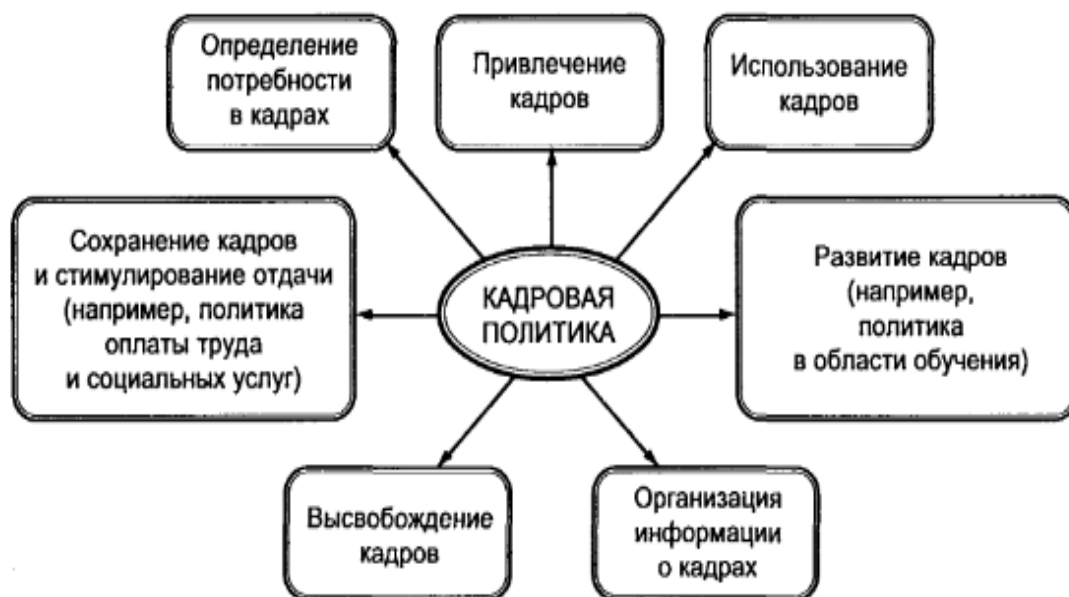 Определение
потребности
в кадрах
Привлечение
кадров
Использование
кадров
Сохранение кадров
и стимулирование отдачи
(например, политика
оплаты труда
и социальных услуг)
КАДРОВАЯ
ПОЛИТИКА
Развитие кадров
(например,
политика
в области обучения)
Высвобождение
кадров
Организация
информации
о кадрах